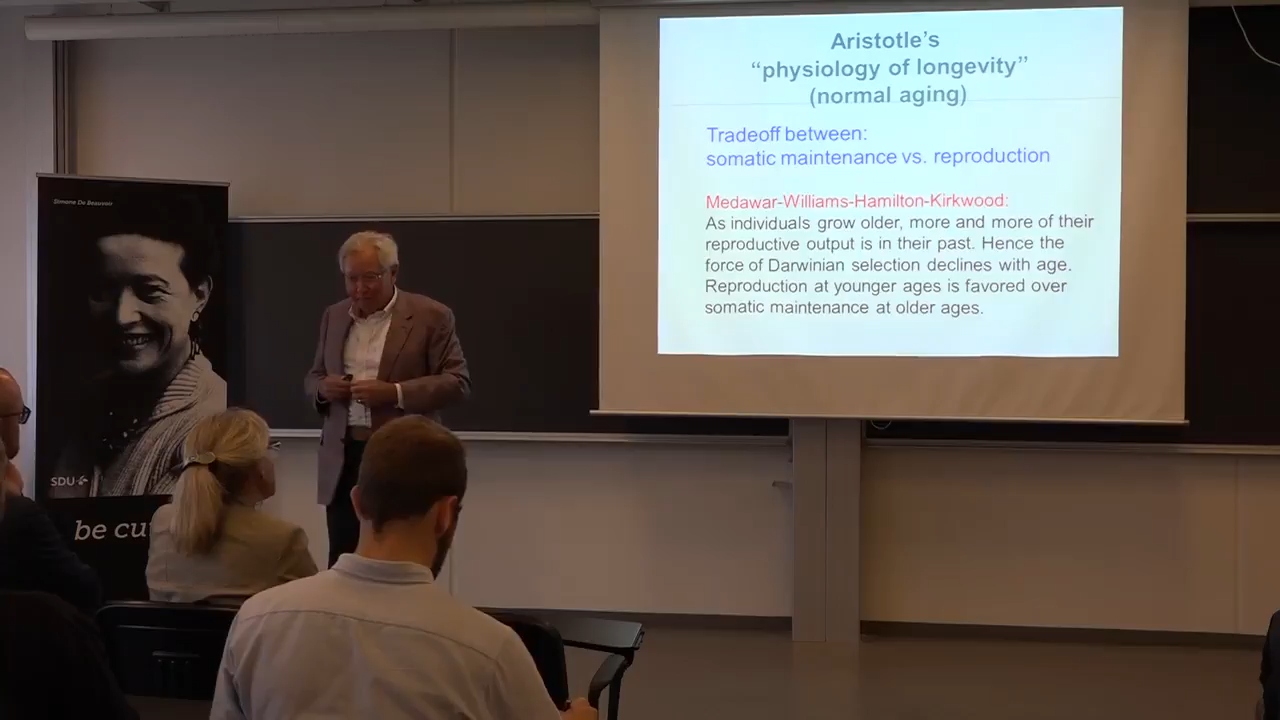 Simone De Beauvoir
SDU
be cu
Aristotle's
“physiology of longevity”
(normal aging)
Tradeoff between:
somatic maintenance vs. reproduction
Medawar-Williams-Hamilton-Kirkwood:
As individuals grow older, more and more of their
reproductive output is in their past. Hence the
force of Darwinian selection declines with age.
Reproduction at younger ages is favored over
somatic maintenance at older ages.